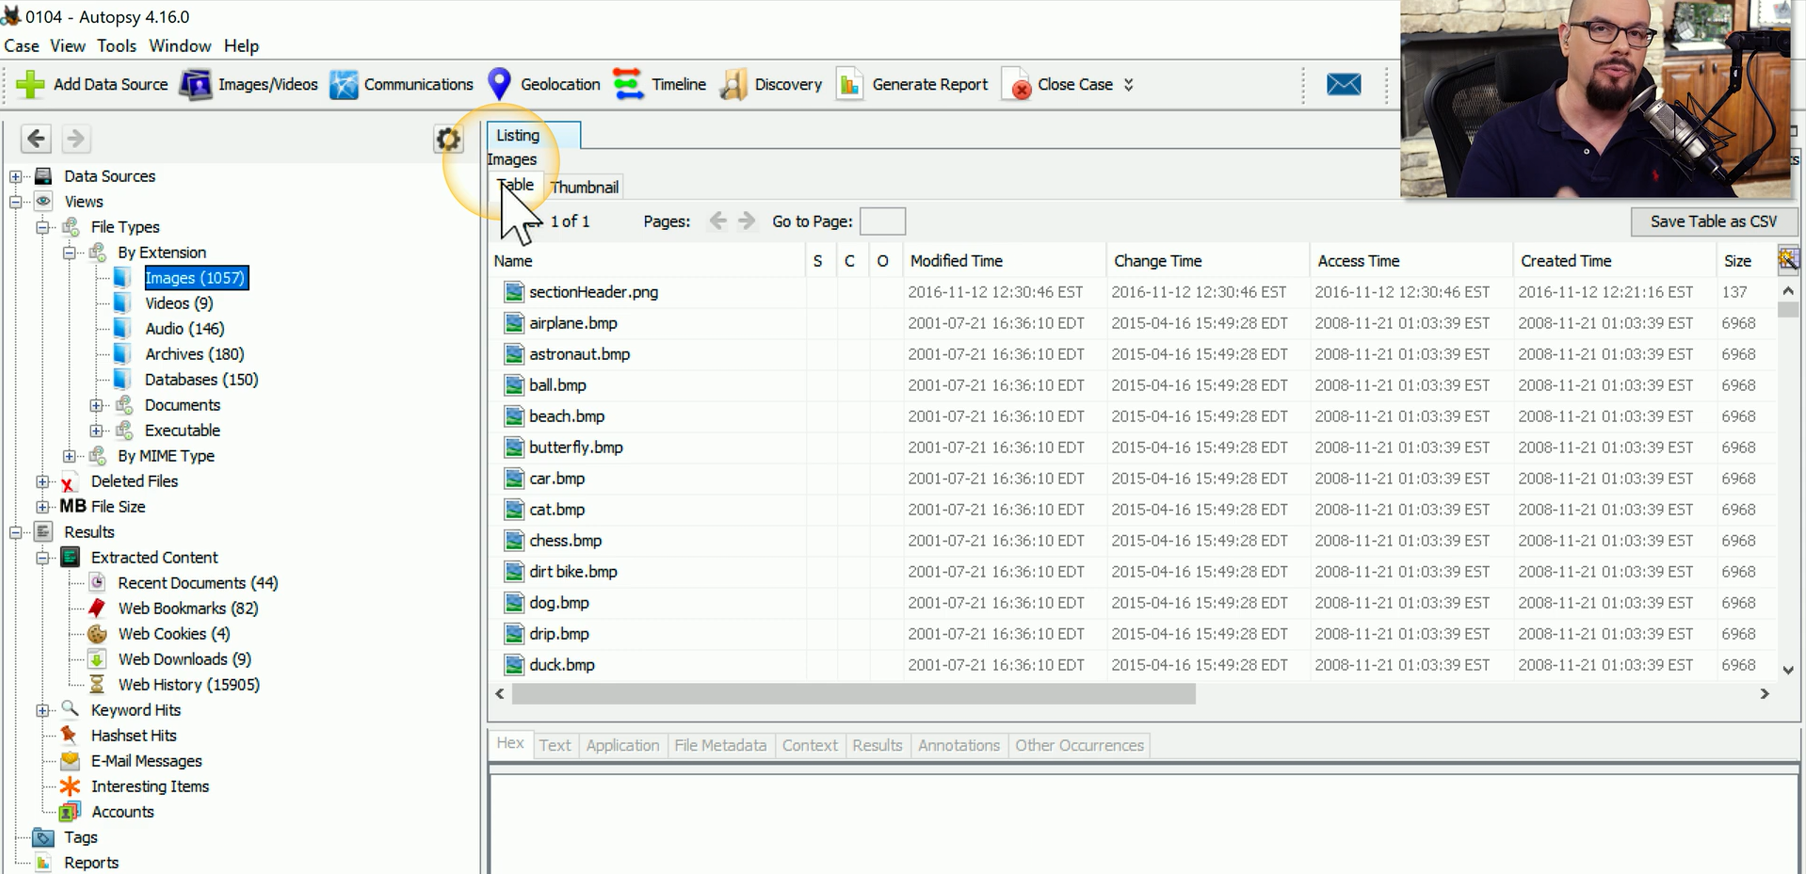 0104 - Autopsy 4.16.0
Case View Tools Window Help
Add Data Source Images/Videos Communications Geolocation Timeline Discovery Generate Report Close Case
Listing
Images
Table Thumbnail
1 of 1 Pages: Go to Page: Save Table as CSV
Data Sources
Views
File Types
By Extension
Images (1057)
Videos (9)
Audio (146)
Archives (180)
Databases (150)
Documents
Executable
By MIME Type
Deleted Files
MB File Size
Results
Extracted Content
Recent Documents (44)
Web Bookmarks (82)
Web Cookies (4)
Web Downloads (9)
Web History (15905)
Keyword Hits
Hashset Hits
E-Mail Messages
Interesting Items
Accounts
Tags
Reports
Name S C O Modified Time Change Time Access Time Created Time Size
sectionHeader.png 2016-11-12 12:30:46 EST 2016-11-12 12:30:46 EST 2016-11-12 12:30:46 EST 2016-11-12 12:21:16 EST 137
airplane.bmp 2001-07-21 16:36:10 EDT 2015-04-16 15:49:28 EDT 2008-11-21 01:03:39 EST 2008-11-21 01:03:39 EST 6968
astronaut.bmp 2001-07-21 16:36:10 EDT 2015-04-16 15:49:28 EDT 2008-11-21 01:03:39 EST 2008-11-21 01:03:39 EST 6968
ball.bmp 2001-07-21 16:36:10 EDT 2015-04-16 15:49:28 EDT 2008-11-21 01:03:39 EST 2008-11-21 01:03:39 EST 6968
beach.bmp 2001-07-21 16:36:10 EDT 2015-04-16 15:49:28 EDT 2008-11-21 01:03:39 EST 2008-11-21 01:03:39 EST 6968
butterfly.bmp 2001-07-21 16:36:10 EDT 2015-04-16 15:49:28 EDT 2008-11-21 01:03:39 EST 2008-11-21 01:03:39 EST 6968
car.bmp 2001-07-21 16:36:10 EDT 2015-04-16 15:49:28 EDT 2008-11-21 01:03:39 EST 2008-11-21 01:03:39 EST 6968
cat.bmp 2001-07-21 16:36:10 EDT 2015-04-16 15:49:28 EDT 2008-11-21 01:03:39 EST 2008-11-21 01:03:39 EST 6968
chess.bmp 2001-07-21 16:36:10 EDT 2015-04-16 15:49:28 EDT 2008-11-21 01:03:39 EST 2008-11-21 01:03:39 EST 6968
dirt bike.bmp 2001-07-21 16:36:10 EDT 2015-04-16 15:49:28 EDT 2008-11-21 01:03:39 EST 2008-11-21 01:03:39 EST 6968
dog.bmp 2001-07-21 16:36:10 EDT 2015-04-16 15:49:28 EDT 2008-11-21 01:03:39 EST 2008-11-21 01:03:39 EST 6968
drip.bmp 2001-07-21 16:36:10 EDT 2015-04-16 15:49:28 EDT 2008-11-21 01:03:39 EST 2008-11-21 01:03:39 EST 6968
duck.bmp 2001-07-21 16:36:10 EDT 2015-04-16 15:49:28 EDT 2008-11-21 01:03:39 EST 2008-11-21 01:03:39 EST 6968
Hex Text Application File Metadata Context Results Annotations Other Occurrences